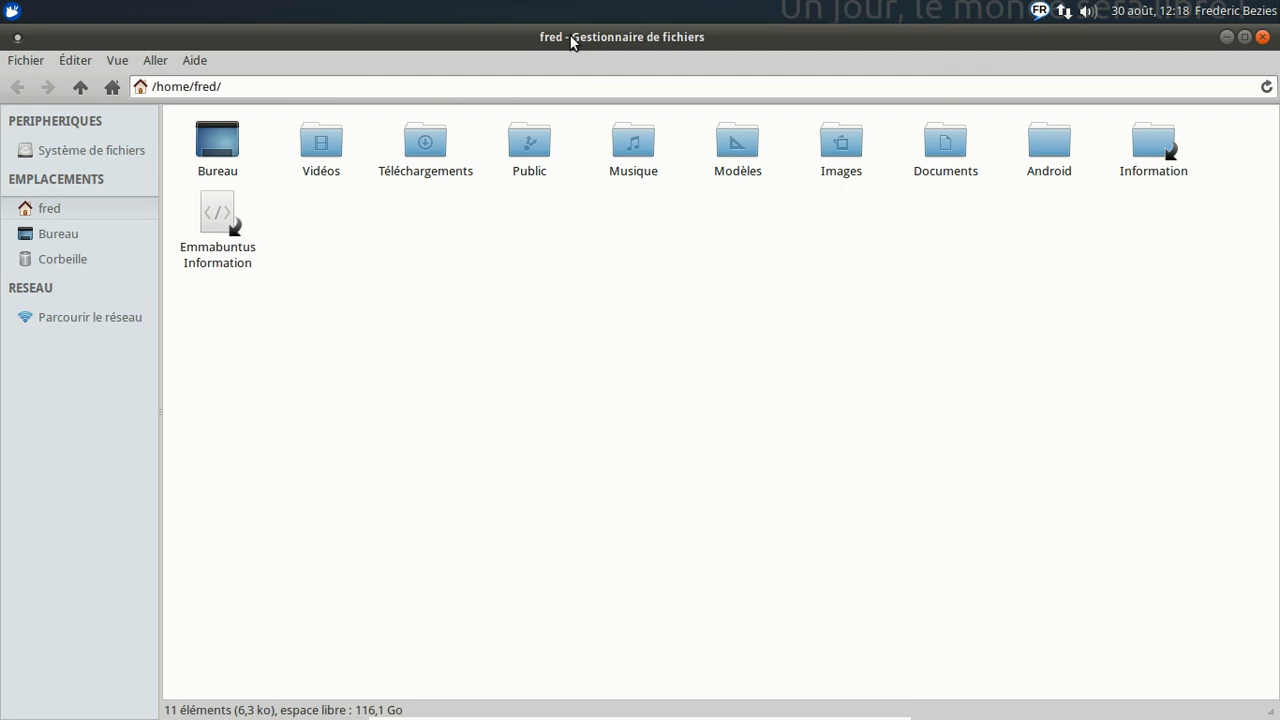 Un jour, le mon
FR
30 août, 12:18 Frederic Bezies
fred - Gestionnaire de fichiers
Fichier Éditer Vue Aller Aide
/home/fred/
PERIPHERIQUES
Système de fichiers
EMPLACEMENTS
fred
Bureau
Corbeille
RESEAU
Parcourir le réseau
Bureau Vidéos Téléchargements Public Musique Modèles Images Documents Android Information
Emmabuntus
Information
11 éléments (6,3 ko), espace libre : 116,1 Go